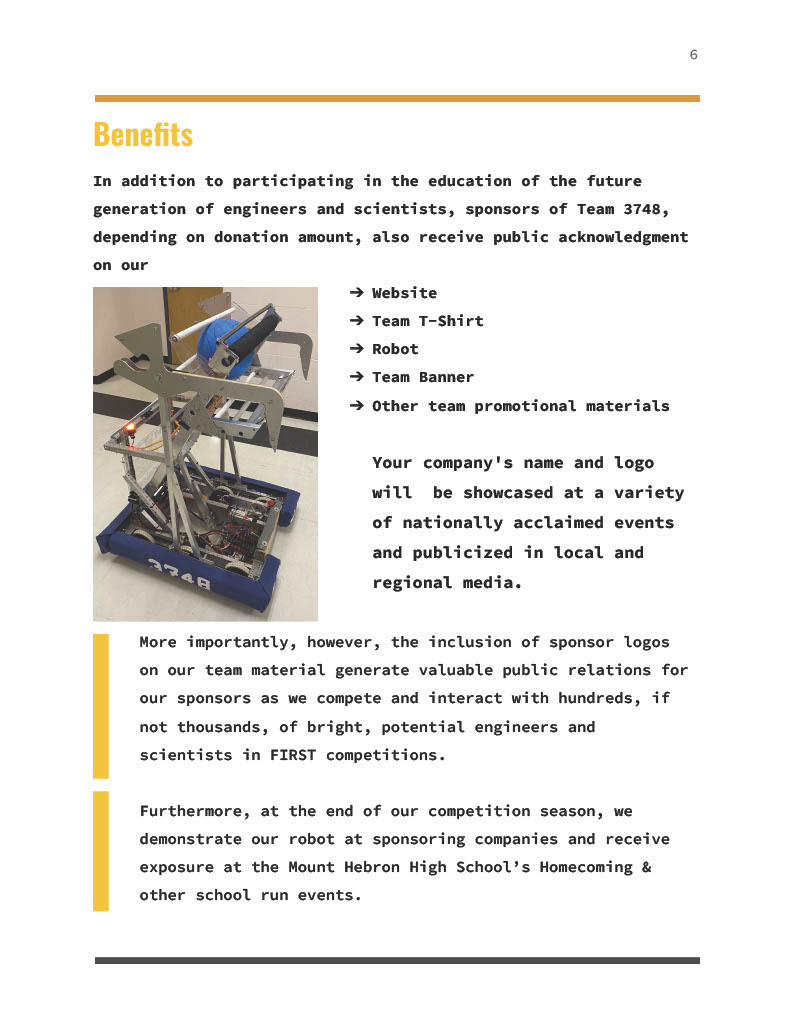 6
Benefits
In addition to participating in the education of the future
generation of engineers and scientists, sponsors of Team 3748,
depending on donation amount, also receive public acknowledgment
on our
➔ Website
➔ Team T-Shirt
➔ Robot
➔ Team Banner
➔ Other team promotional materials
Your company's name and logo
will  be showcased at a variety
of nationally acclaimed events
and publicized in local and
regional media.
3748
More importantly, however, the inclusion of sponsor logos
on our team material generate valuable public relations for
our sponsors as we compete and interact with hundreds, if
not thousands, of bright, potential engineers and
scientists in FIRST competitions.
Furthermore, at the end of our competition season, we
demonstrate our robot at sponsoring companies and receive
exposure at the Mount Hebron High School’s Homecoming &
other school run events.